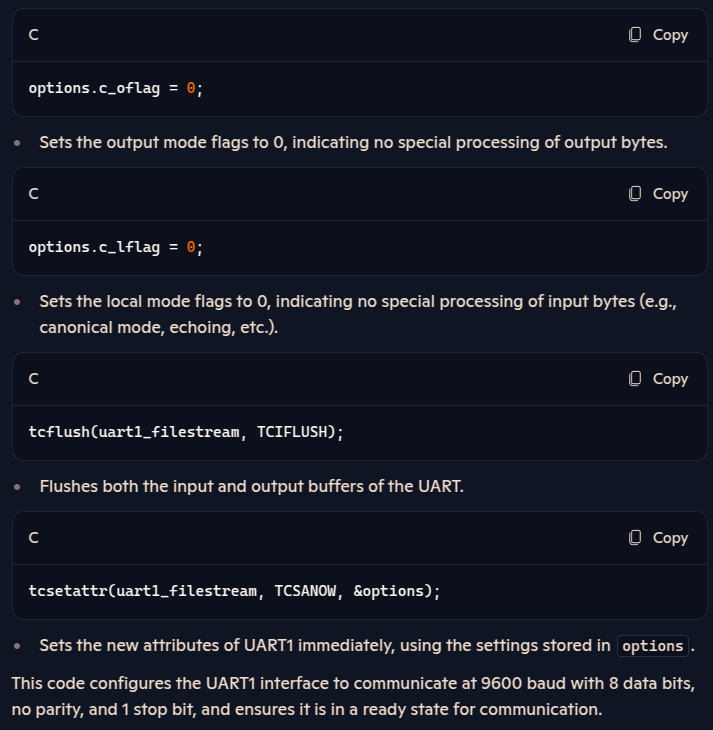 C Copy
options.c_oflag = 0;
Sets the output mode flags to 0, indicating no special processing of output bytes.
C Copy
options.c_lflag = 0;
Sets the local mode flags to 0, indicating no special processing of input bytes (e.g.,
canonical mode, echoing, etc.).
C Copy
tcflush(uart1_filestream, TCIFLUSH);
Flushes both the input and output buffers of the UART.
C Copy
tcsetattr(uart1_filestream, TCSANOW, &options);
Sets the new attributes of UART1 immediately, using the settings stored in options.
This code configures the UART1 interface to communicate at 9600 baud with 8 data bits,
no parity, and 1 stop bit, and ensures it is in a ready state for communication.